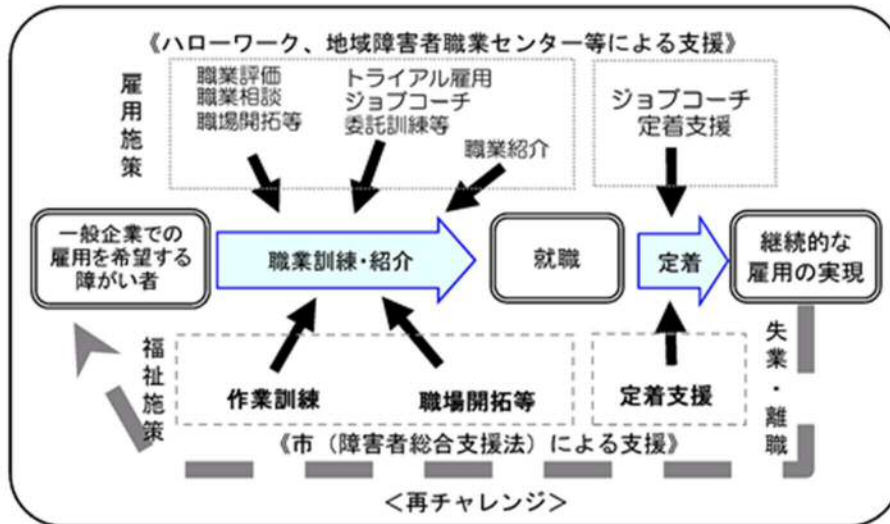 《ハローワーク、地域障害者職業センター等による支援》
雇用施策
職業評価
職業相談
職場開拓等
トライアル雇用
ジョブコーチ
委託訓練等
職業紹介
ジョブコーチ
定着支援
一般企業での
雇用を希望する
障がい者
職業訓練・紹介
就職
定着
継続的な
雇用の実現
福祉施策
作業訓練
職場開拓等
定着支援
失業・離職
《市（障害者総合支援法）による支援》
＜再チャレンジ＞